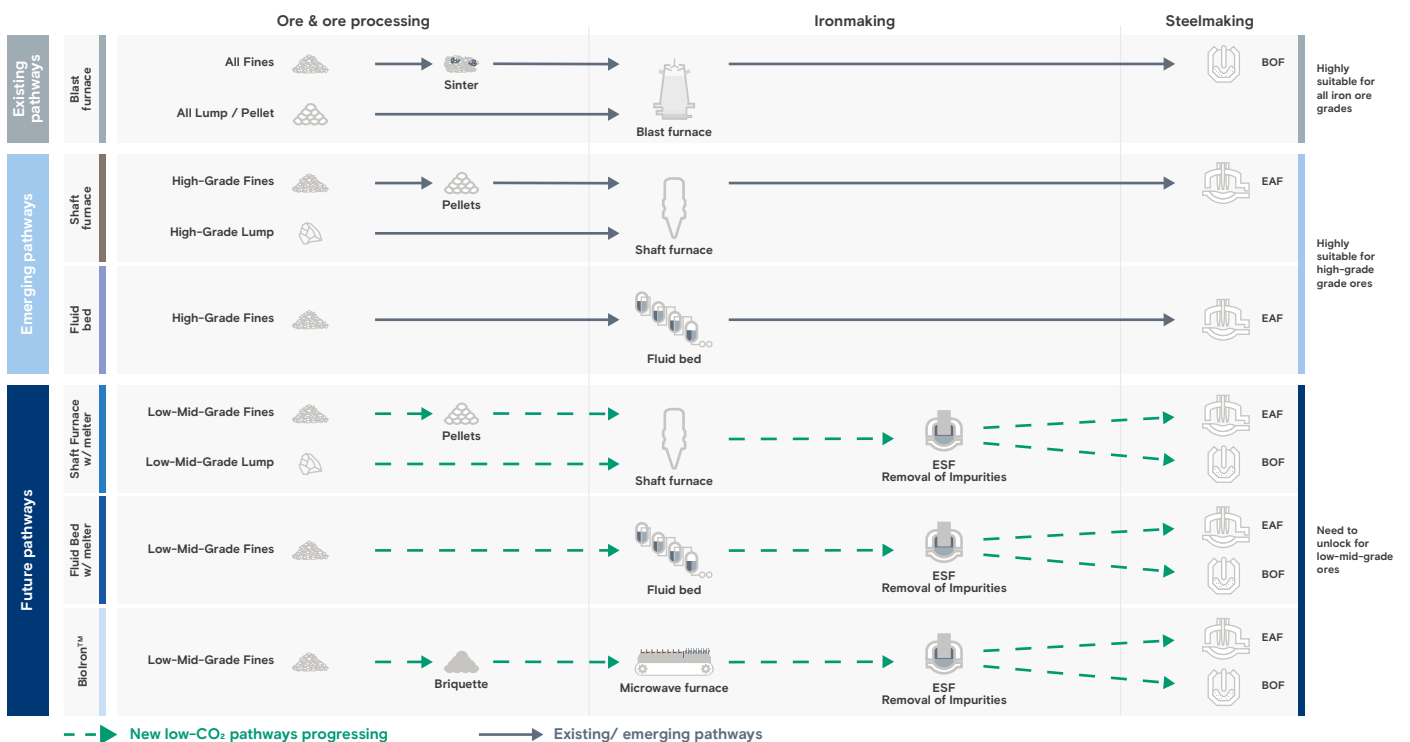 Ore & ore processing
Ironmaking
Steelmaking
Existing
pathways
Blast
furnace
All Fines
Sinter
All Lump / Pellet
Blast furnace
BOF
Highly
suitable for
all iron ore
grades
Emerging pathways
Shaft
furnace
High-Grade Fines
Pellets
High-Grade Lump
Shaft furnace
EAF
Highly
suitable for
high-grade
grade ores
Fluid
bed
High-Grade Fines
Fluid bed
EAF
Future pathways
Shaft Furnace
w/ melter
Low-Mid-Grade Fines
Pellets
Low-Mid-Grade Lump
Shaft furnace
ESF
Removal of Impurities
EAF
BOF
Fluid Bed
w/ melter
Low-Mid-Grade Fines
Fluid bed
ESF
Removal of Impurities
EAF
BOF
Need to
unlock for
low-mid-grade
ores
BioIron™
Low-Mid-Grade Fines
Briquette
Microwave furnace
ESF
Removal of Impurities
EAF
BOF
New low-CO₂ pathways progressing
Existing/ emerging pathways